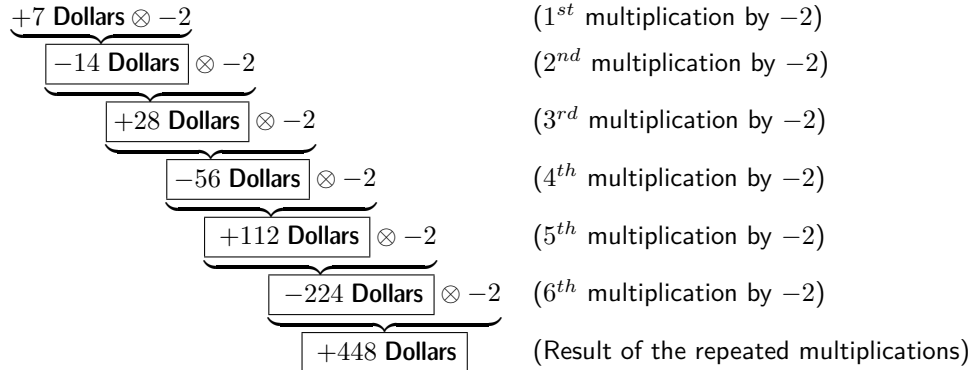 +7 Dollars ⊗ −2 (1st multiplication by −2)
−14 Dollars ⊗ −2 (2nd multiplication by −2)
+28 Dollars ⊗ −2 (3rd multiplication by −2)
−56 Dollars ⊗ −2 (4th multiplication by −2)
+112 Dollars ⊗ −2 (5th multiplication by −2)
−224 Dollars ⊗ −2 (6th multiplication by −2)
+448 Dollars (Result of the repeated multiplications)